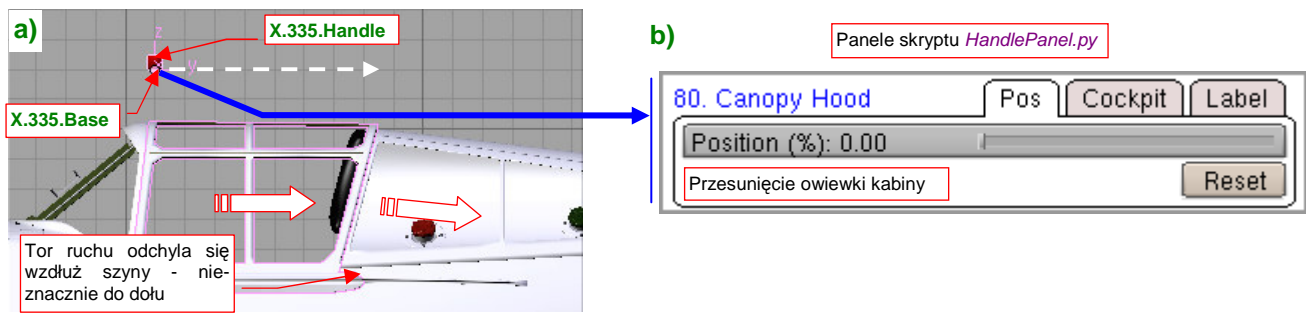 a)
X.335.Handle
z
y
X.335.Base
Tor ruchu odchyla się
wzdłuż szyny - nie-
znacznie do dołu
b)
Panele skryptu HandlePanel.py
80. Canopy Hood
Pos
Cockpit
Label
Position (%): 0.00
Przesunięcie owiewki kabiny
Reset